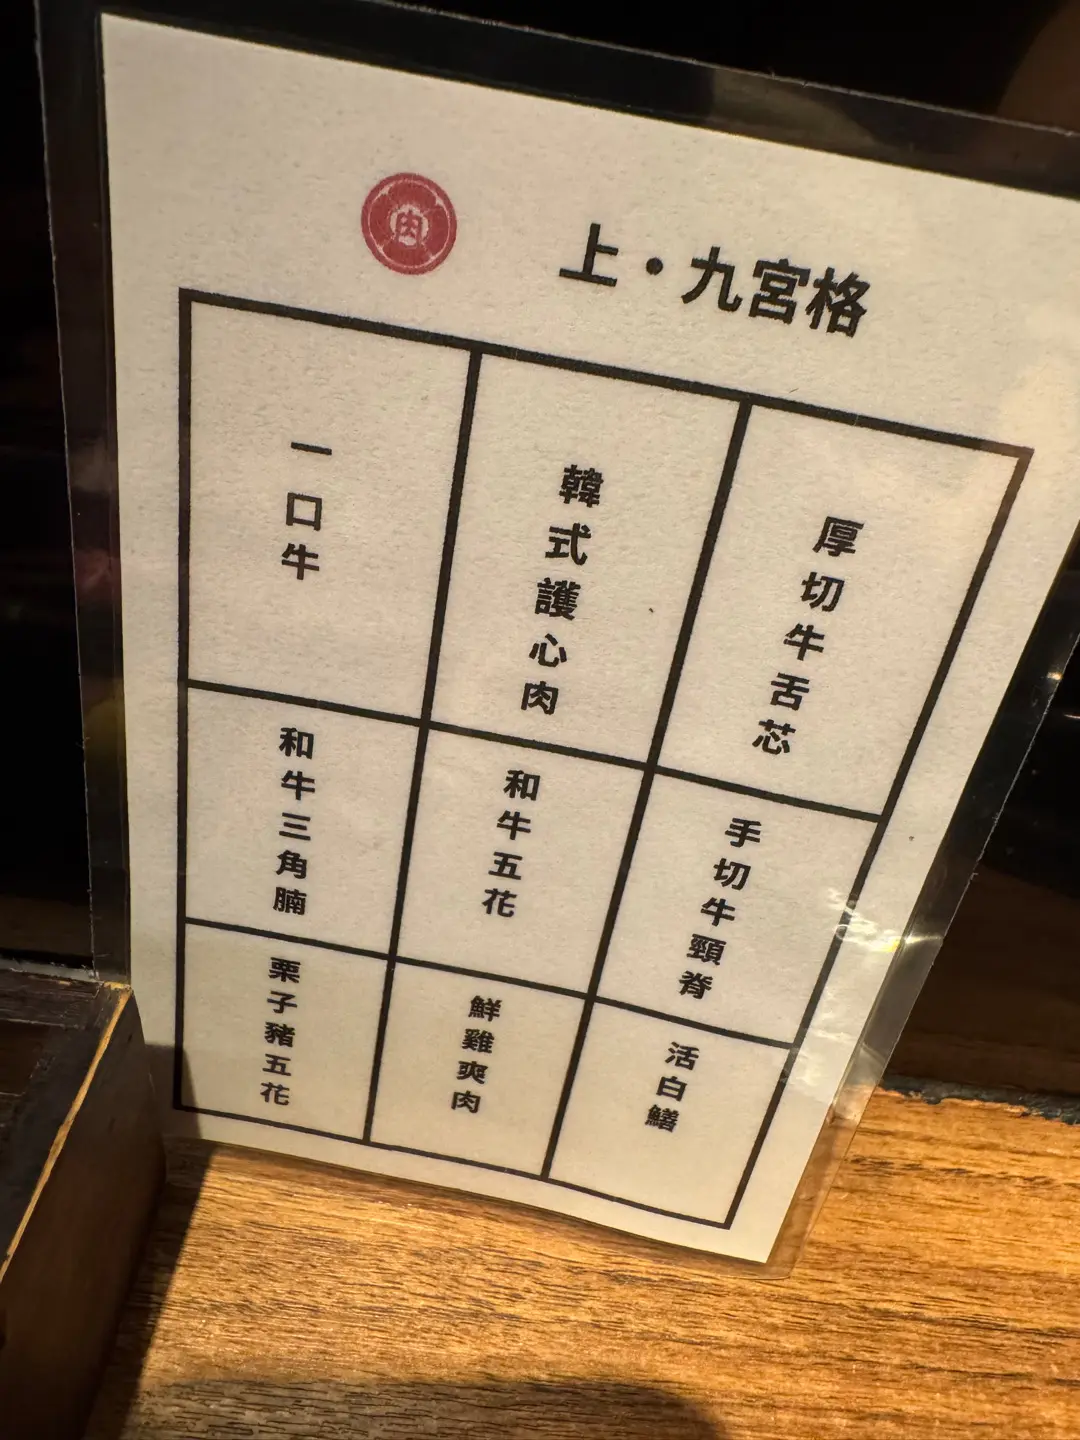 肉
上・九宮格
一口牛
韓式護心肉
厚切牛舌芯
和牛三角腩
和牛五花
手切牛頸脊
栗子豬五花
鮮雞爽肉
活白鱔